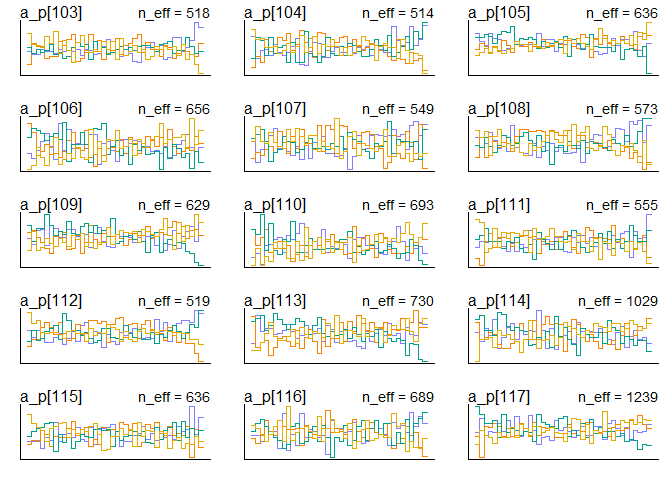 a_p[103] n_eff = 518 a_p[104] n_eff = 514 a_p[105] n_eff = 636
a_p[106] n_eff = 656 a_p[107] n_eff = 549 a_p[108] n_eff = 573
a_p[109] n_eff = 629 a_p[110] n_eff = 693 a_p[111] n_eff = 555
a_p[112] n_eff = 519 a_p[113] n_eff = 730 a_p[114] n_eff = 1029
a_p[115] n_eff = 636 a_p[116] n_eff = 689 a_p[117] n_eff = 1239